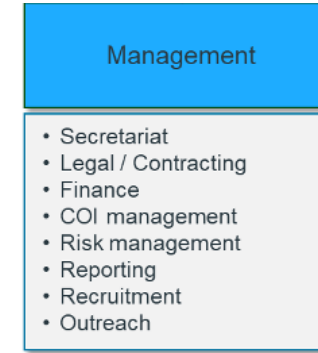 Management
• Secretariat
• Legal / Contracting
• Finance
• COI management
• Risk management
• Reporting
• Recruitment
• Outreach